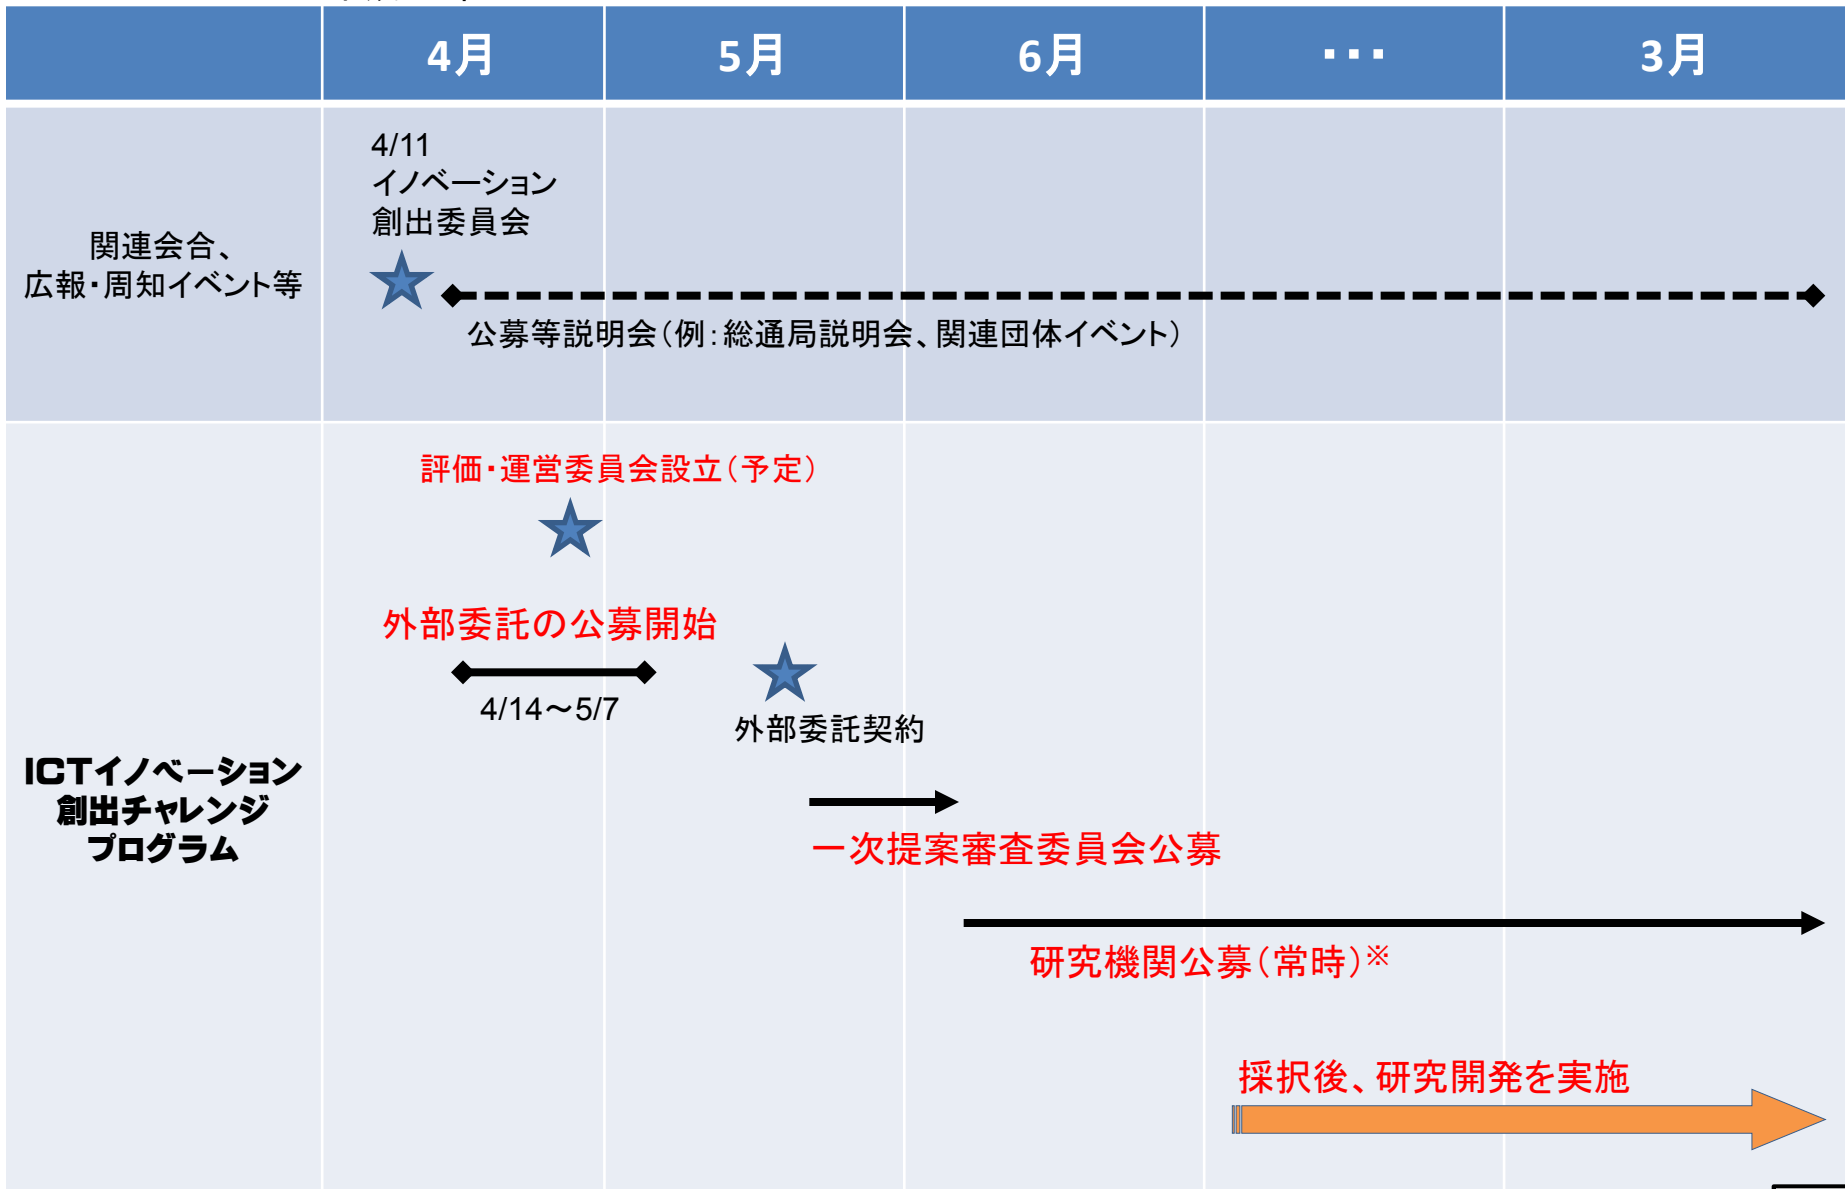 4月 5月 6月 ･･･ 3月
関連会合、
広報・周知イベント等
4/11
イノベーション
創出委員会
公募等説明会（例：総通局説明会、関連団体イベント）
ICTイノベーション
創出チャレンジ
プログラム
評価・運営委員会設立（予定）
外部委託の公募開始
4/14～5/7
外部委託契約
一次提案審査委員会公募
研究機関公募（常時）※
採択後、研究開発を実施